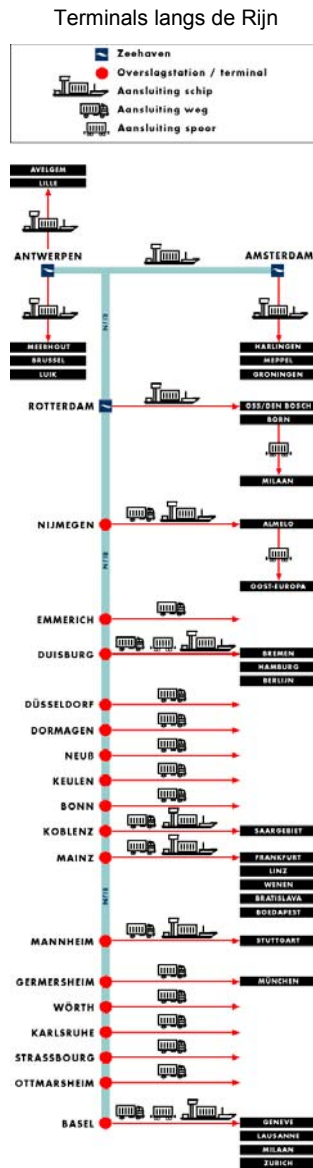 Terminals langs de Rijn
Zeehaven
Overslagstation / terminal
Aansluiting schip
Aansluiting weg
Aansluiting spoor
AVELGEM
LILLE
ANTWERPEN
AMSTERDAM
MEERHOUT
BRUSSEL
LUIK
HARLINGEN
MEPPEL
GRONINGEN
RIJN
ROTTERDAM
OSS/DEN BOSCH
BORN
MILAAN
NIJMEGEN
ALMELO
RIJN
OOST-EUROPA
EMMERICH
DUISBURG
BREMEN
HAMBURG
BERLIJN
DÜSSELDORF
DORMAGEN
NEUß
KEULEN
BONN
KOBLENZ
SAARGEBIET
MAINZ
FRANKFURT
LINZ
WENEN
BRATISLAVA
BOEDAPEST
RIJN
MANNHEIM
STUTTGART
GERMERSHEIM
MÜNCHEN
WÖRTH
KARLSRUHE
STRASSBOURG
OTTMARSHEIM
BASEL
GENEVE
LAUSANNE
MILAAN
ZURICH